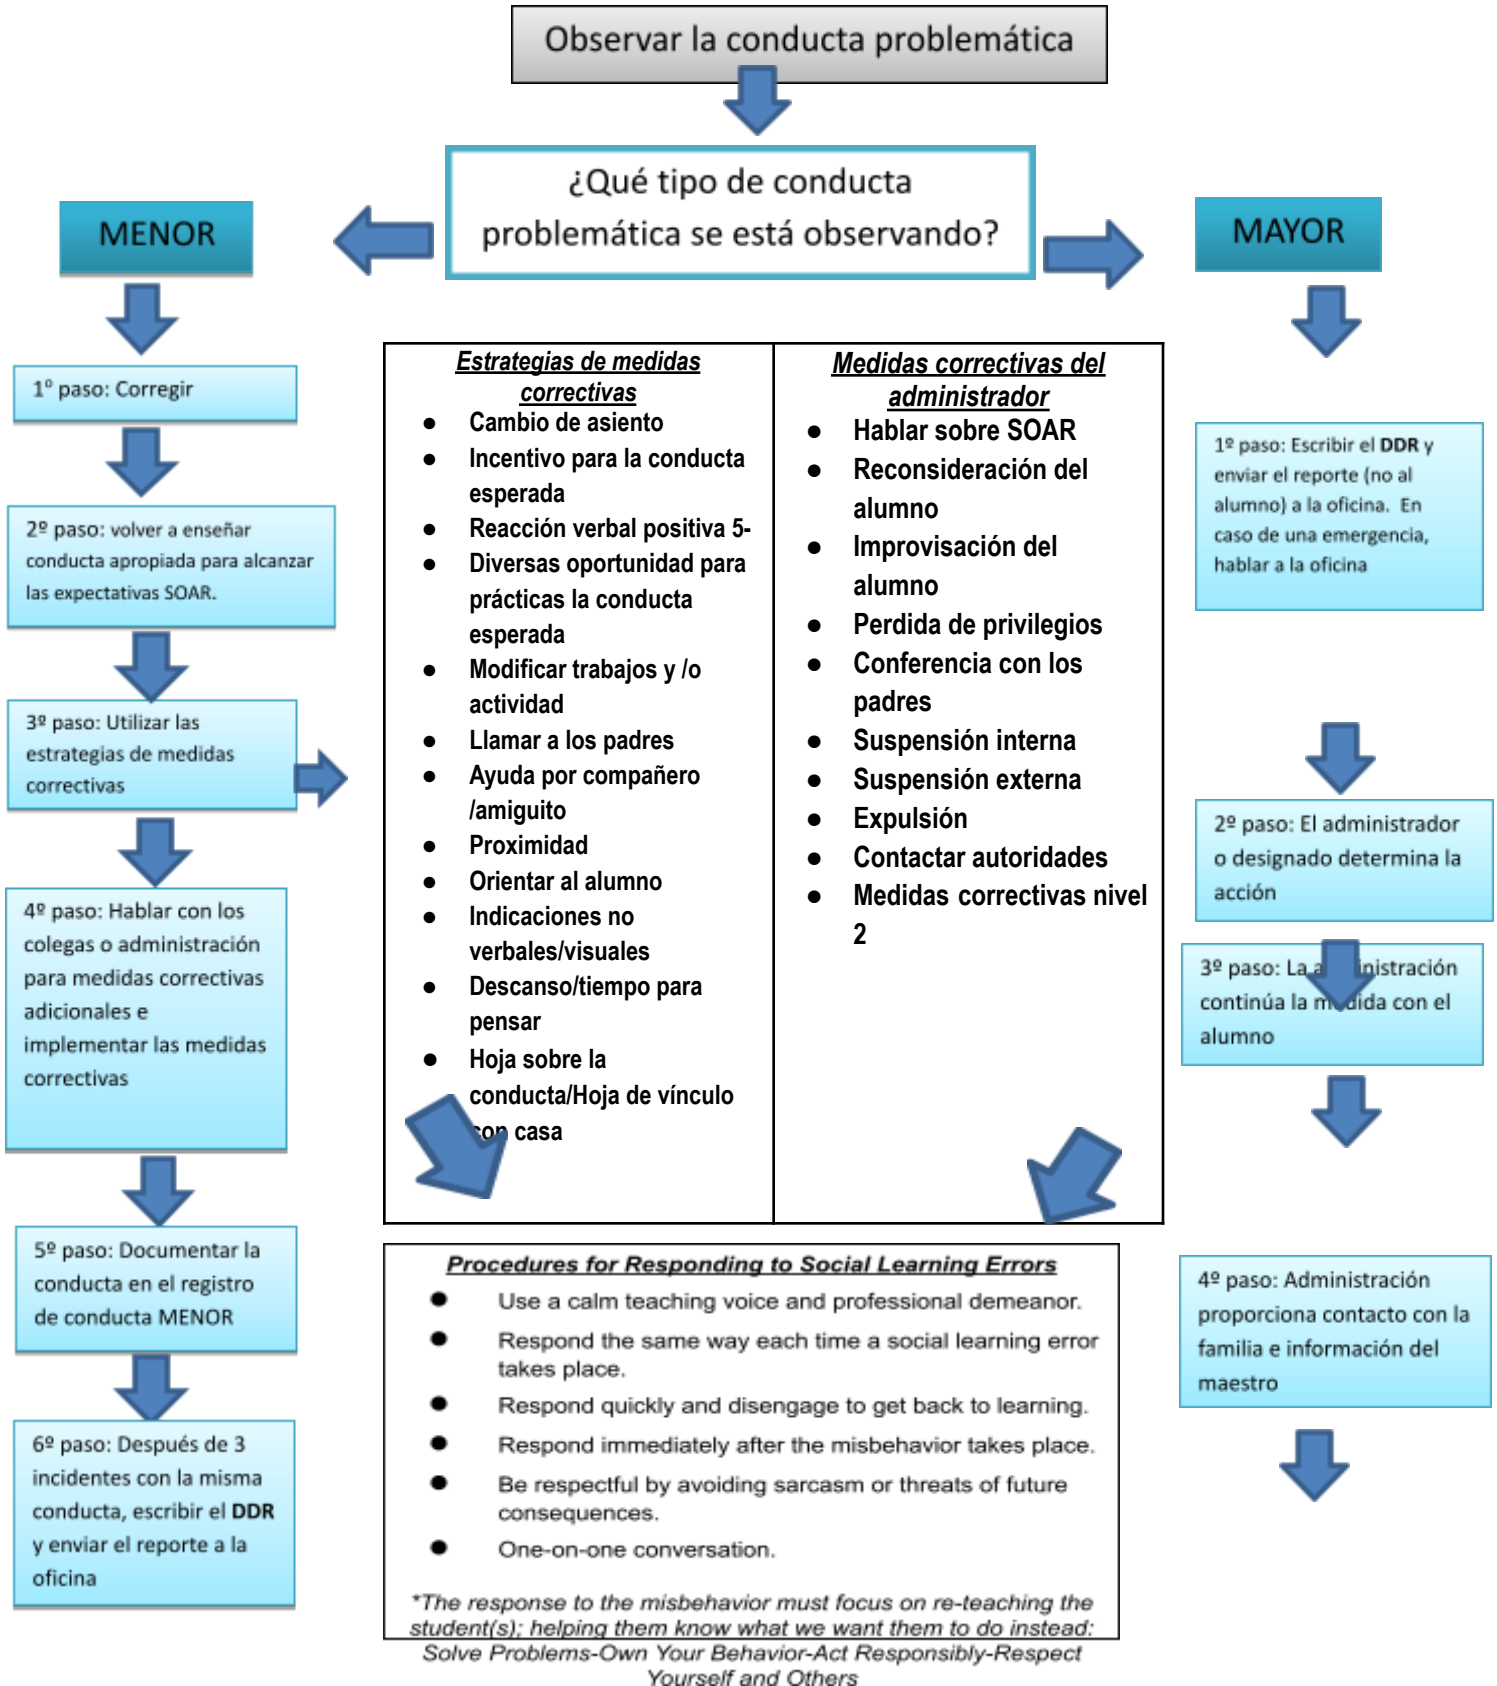 Observar la conducta problemática
¿Qué tipo de conducta
problemática se está observando?
MENOR
MAYOR
1º paso: Corregir
2º paso: volver a enseñar
conducta apropiada para alcanzar
las expectativas SOAR.
3º paso: Utilizar las
estrategias de medidas
correctivas
4º paso: Hablar con los
colegas o administración
para medidas correctivas
adicionales e
implementar las medidas
correctivas
5º paso: Documentar la
conducta en el registro
de conducta MENOR
6º paso: Después de 3
incidentes con la misma
conducta, escribir el DDR
y enviar el reporte a la
oficina
Estrategias de medidas
correctivas
● Cambio de asiento
● Incentivo para la conducta
esperada
● Reacción verbal positiva 5-
● Diversas oportunidad para
prácticas la conducta
esperada
● Modificar trabajos y /o
actividad
● Llamar a los padres
● Ayuda por compañero
/amiguito
● Proximidad
● Orientar al alumno
● Indicaciones no
verbales/visuales
● Descanso/tiempo para
pensar
● Hoja sobre la
conducta/Hoja de vínculo
con casa
Medidas correctivas del
administrador
● Hablar sobre SOAR
● Reconsideración del
alumno
● Improvisación del
alumno
● Perdida de privilegios
● Conferencia con los
padres
● Suspensión interna
● Suspensión externa
● Expulsión
● Contactar autoridades
● Medidas correctivas nivel
2
1º paso: Escribir el DDR y
enviar el reporte (no al
alumno) a la oficina. En
caso de una emergencia,
hablar a la oficina
2º paso: El administrador
o designado determina la
acción
3º paso: La administración
continúa la medida con el
alumno
4º paso: Administración
proporciona contacto con la
familia e información del
maestro
Procedures for Responding to Social Learning Errors
● Use a calm teaching voice and professional demeanor.
● Respond the same way each time a social learning error
takes place.
● Respond quickly and disengage to get back to learning.
● Respond immediately after the misbehavior takes place.
● Be respectful by avoiding sarcasm or threats of future
consequences.
● One-on-one conversation.
*The response to the misbehavior must focus on re-teaching the
student(s); helping them know what we want them to do instead:
Solve Problems-Own Your Behavior-Act Responsibly-Respect
Yourself and Others